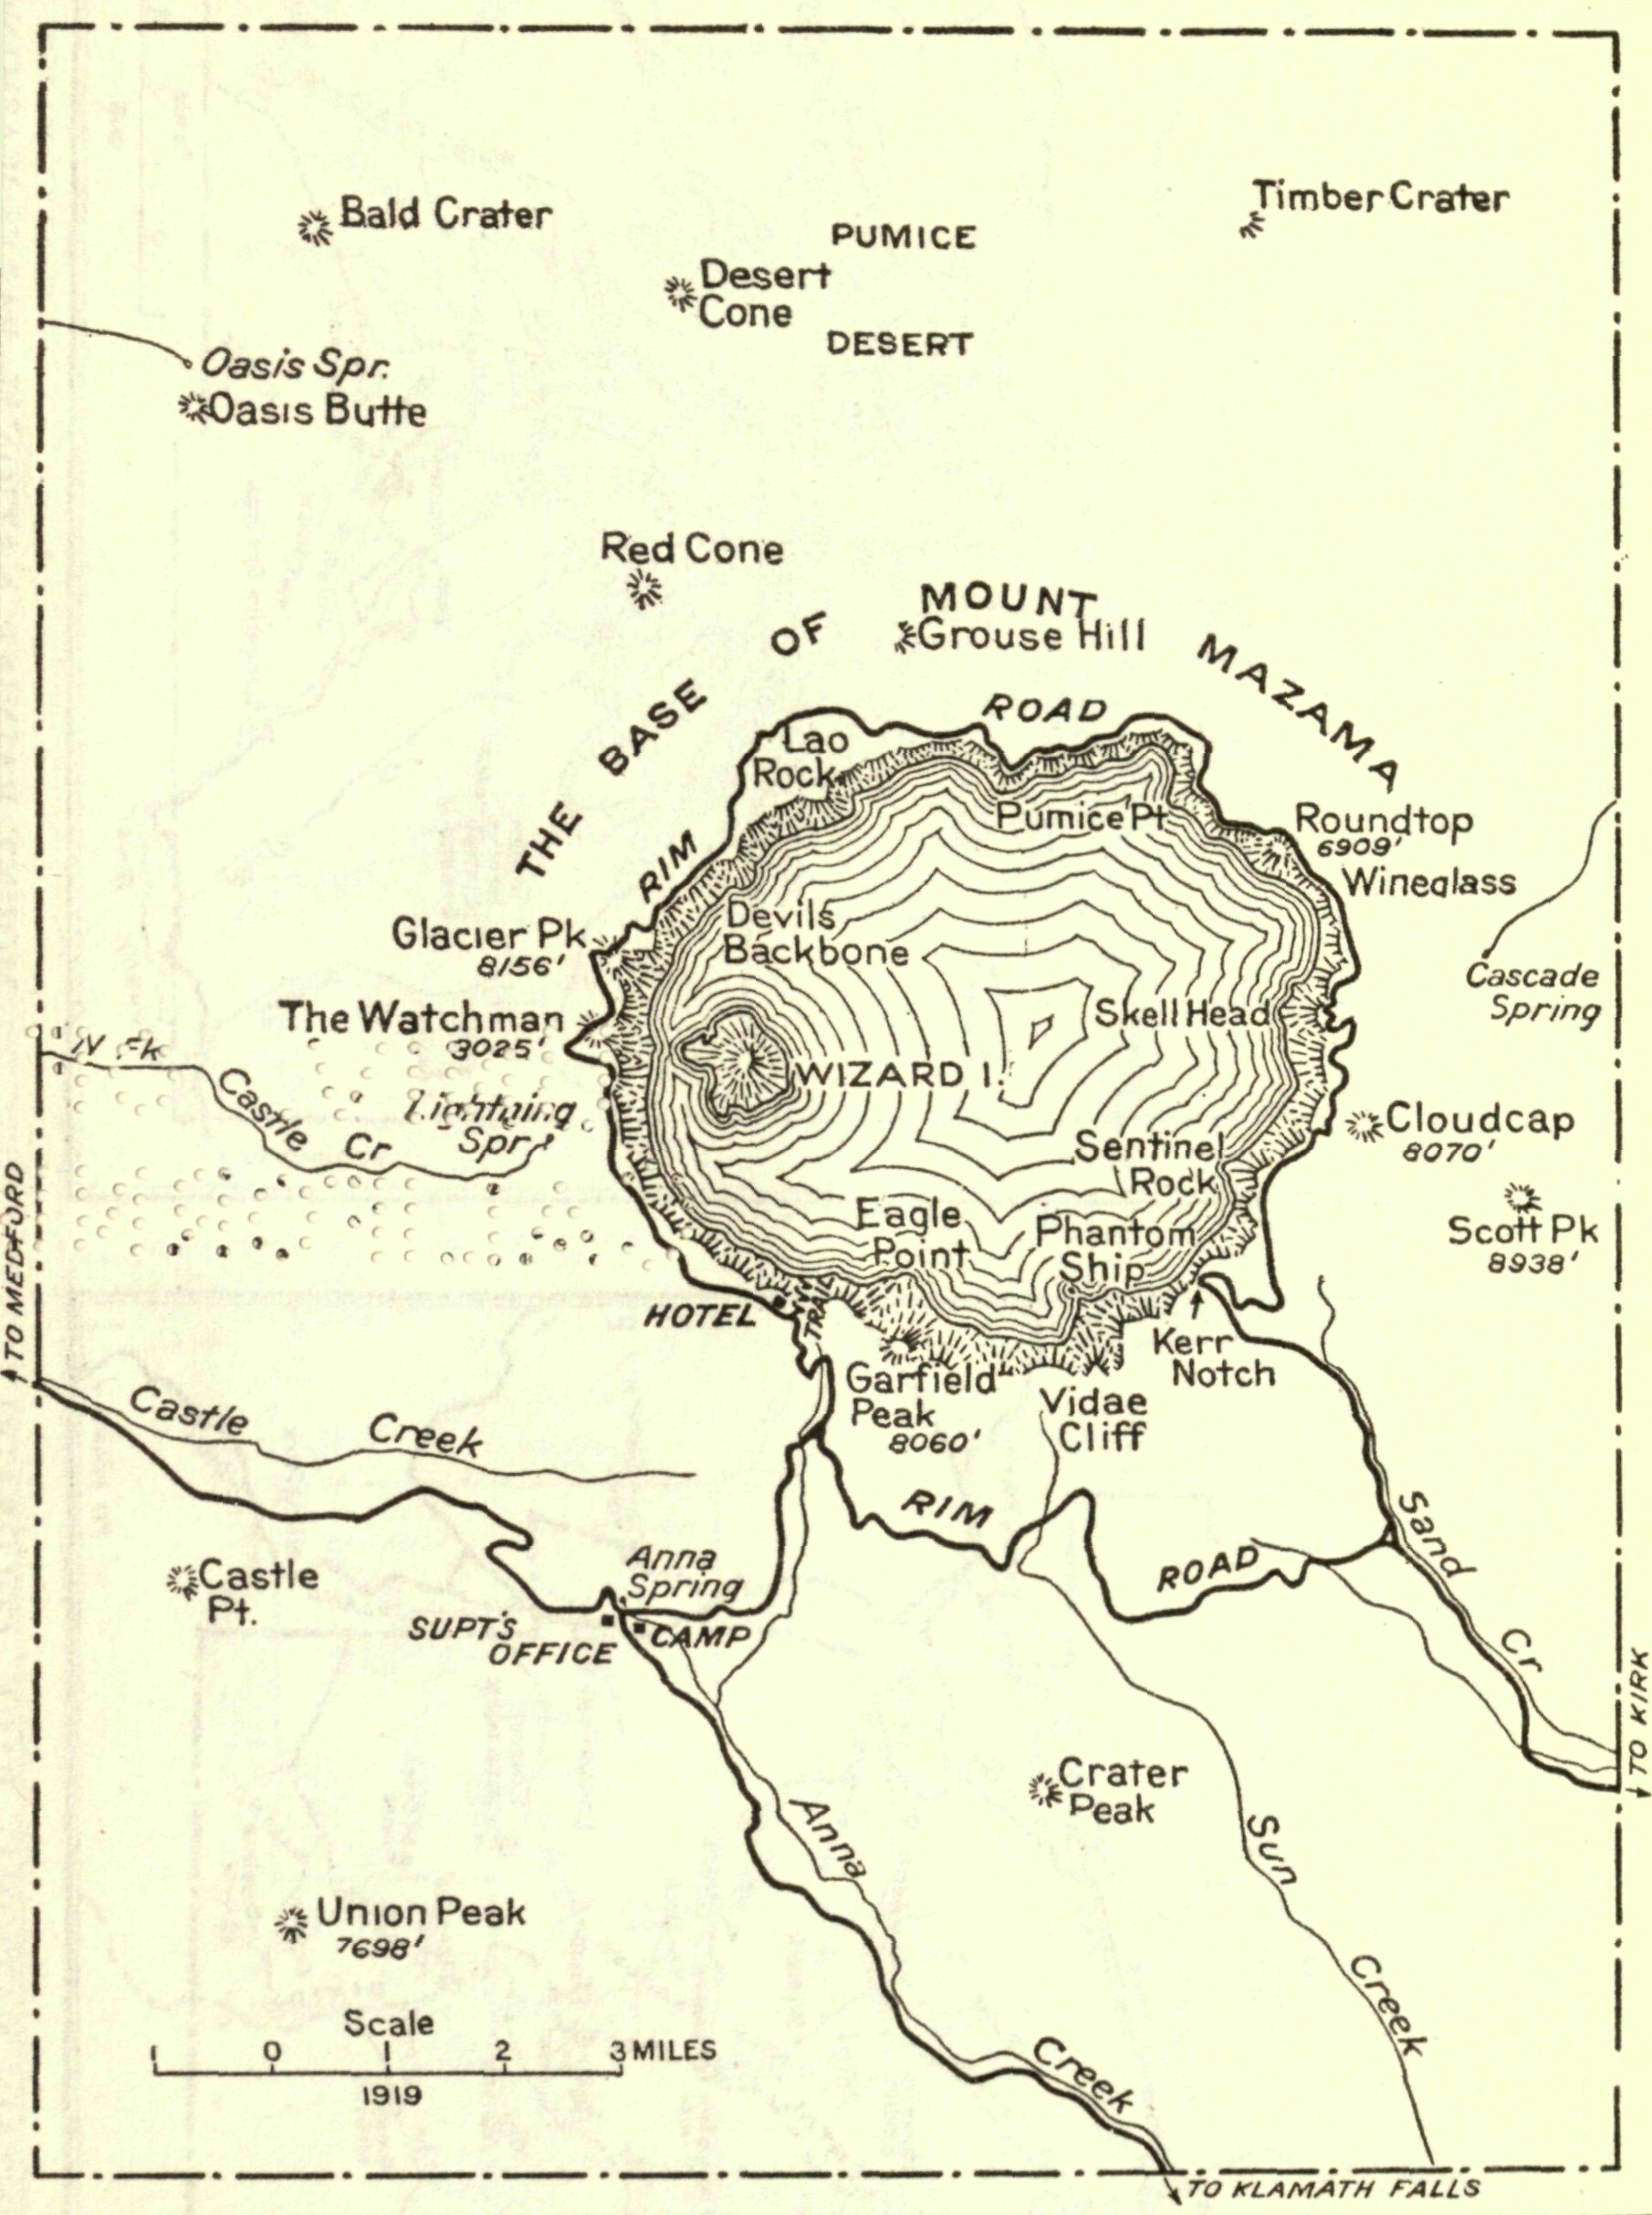 Bald Crater
Timber Crater
PUMICE
Desert
Cone
DESERT
Oasis Spr.
Oasis Butte
Red Cone
THE BASE OF MOUNT MAZAMA
Grouse Hill
ROAD
Lao
Rock
Pumice Pt
Roundtop
6909'
Wineglass
RIM
Devils
Backbone
Glacier Pk
8156'
Cascade
Spring
The Watchman
3025'
Skell Head
N Fk
Castle Cr
Lightning
Spr
WIZARD I.
Cloudcap
8070'
Sentinel
Rock
Scott Pk
8938'
Eagle
Point
Phantom
Ship
TO MEDFORD
HOTEL
TRAIL
Kerr
Notch
Garfield
Peak
8060'
Vidae
Cliff
Castle Creek
RIM ROAD
Sand Cr
Anna
Spring
Castle
Pt.
SUPT'S
OFFICE
CAMP
TO KIRK
Crater
Peak
Anna Creek
Sun Creek
Union Peak
7698'
Scale
1 0 1 2 3 MILES
1919
TO KLAMATH FALLS